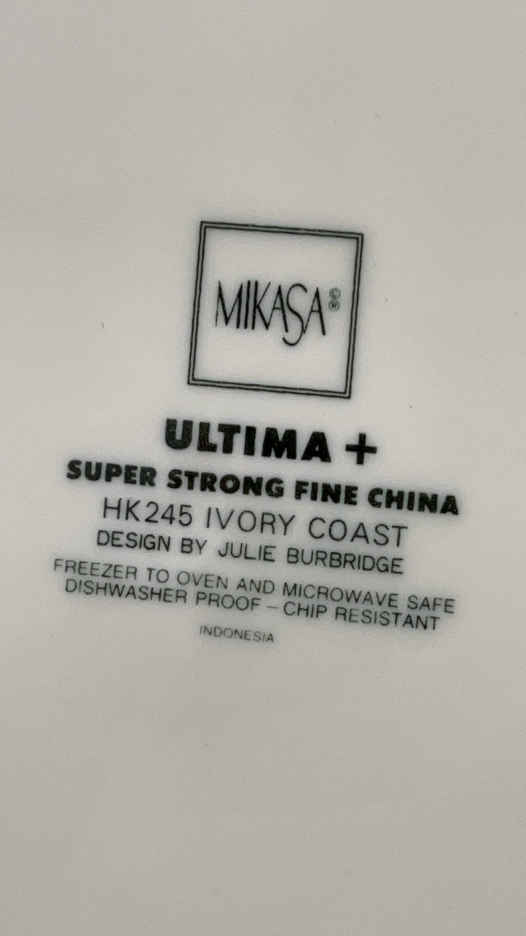 MIKASA©®
ULTIMA +
SUPER STRONG FINE CHINA
HK245 IVORY COAST
DESIGN BY JULIE BURBRIDGE
FREEZER TO OVEN AND MICROWAVE SAFE
DISHWASHER PROOF – CHIP RESISTANT
INDONESIA